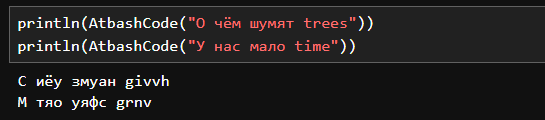 println(AtbashCode("О чём шумят trees"))
println(AtbashCode("У нас мало time"))
С иёу змуан givvh
М тяо уяфс grnv